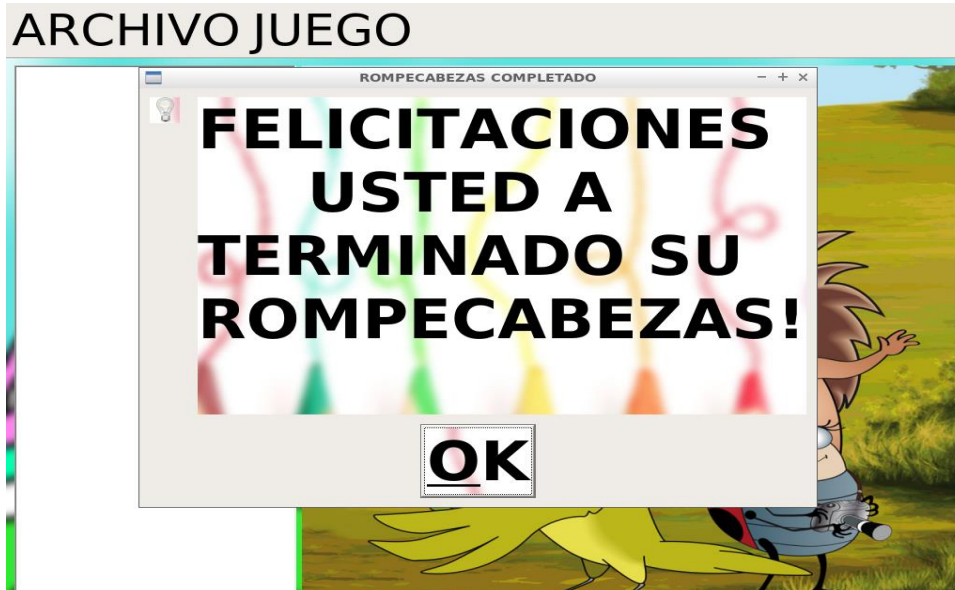 ARCHIVO JUEGO
ROMPECABEZAS COMPLETADO
FELICITACIONES
USTED A
TERMINADO SU
ROMPECABEZAS!
OK